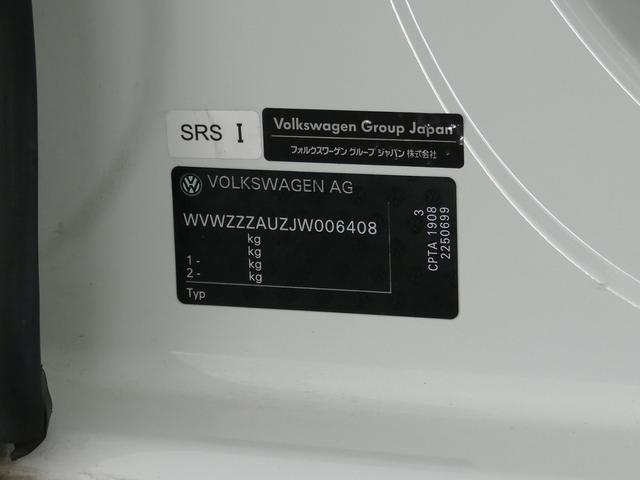 SRS I
Volkswagen Group Japan
フォルクスワーゲン グループ ジャパン 株式会社
VOLKSWAGEN AG
WVWZZZAUZJW006408
kg
kg
1 - kg
2 - kg
Typ
3
CPTA 1908
2250699